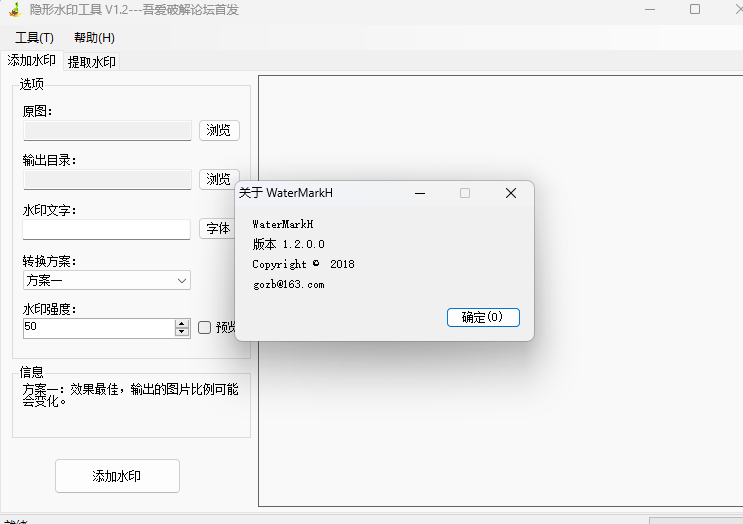 隐形水印工具 V1.2---吾爱破解论坛首发
工具(T) 帮助(H)
添加水印 提取水印
选项
原图：
浏览
输出目录：
浏览
水印文字：
字体
转换方案：
方案一
水印强度：
50
预览
信息
方案一：效果最佳，输出的图片比例可能
会变化。
添加水印
关于 WaterMarkH
WaterMarkH
版本 1.2.0.0
Copyright © 2018
gozb@163.com
确定(O)